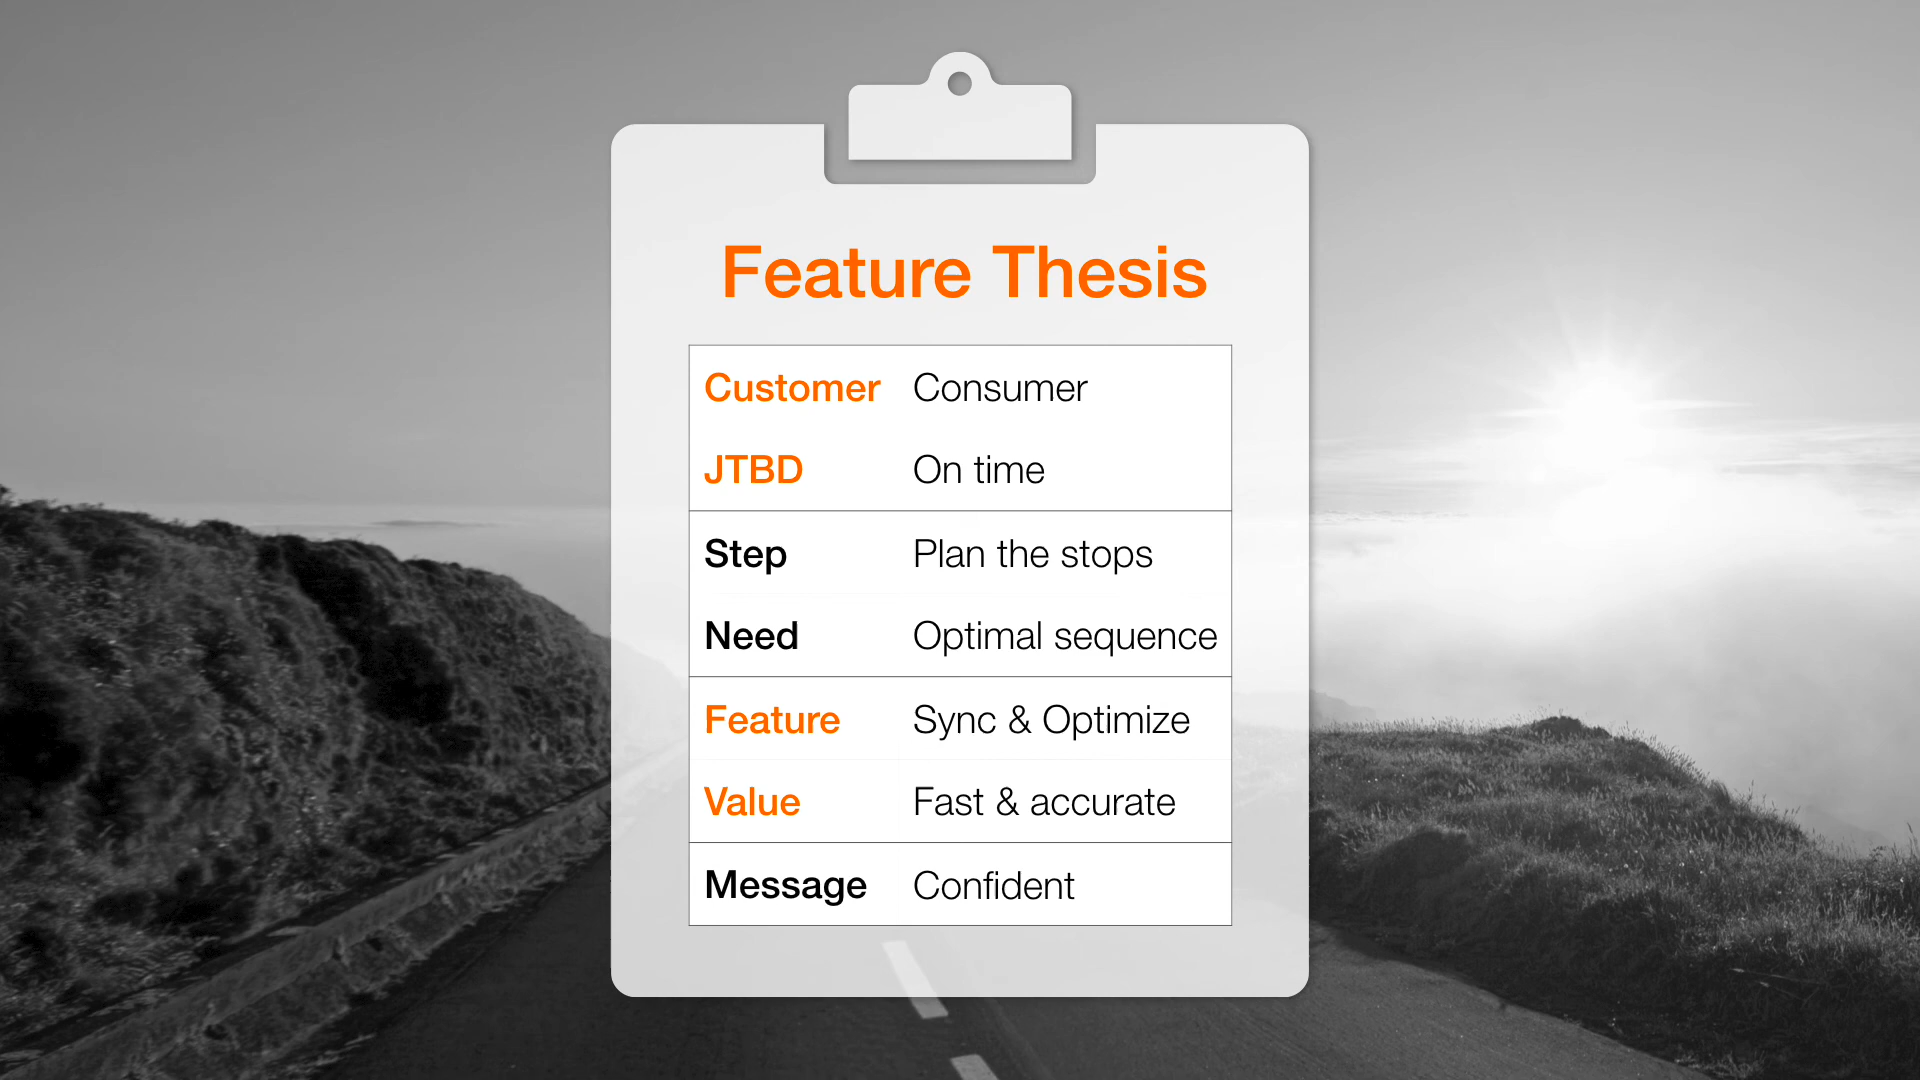 Feature Thesis
Customer Consumer
JTBD On time
Step Plan the stops
Need Optimal sequence
Feature Sync & Optimize
Value Fast & accurate
Message Confident